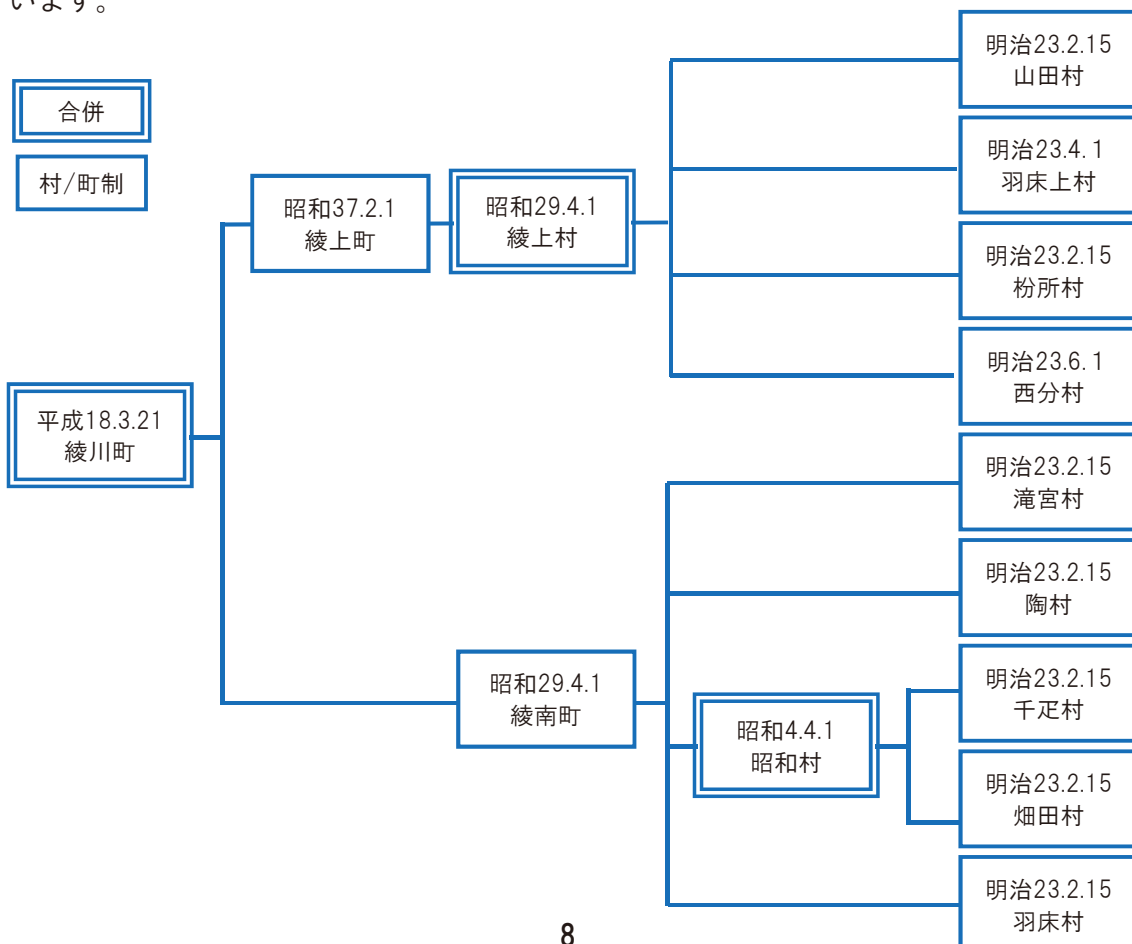 います。
合併
村/町制
平成18.3.21
綾川町
昭和37.2.1
綾上町
昭和29.4.1
綾上村
昭和29.4.1
綾南町
昭和4.4.1
昭和村
明治23.2.15
山田村
明治23.4.1
羽床上村
明治23.2.15
枌所村
明治23.6.1
西分村
明治23.2.15
滝宮村
明治23.2.15
陶村
明治23.2.15
千疋村
明治23.2.15
畑田村
明治23.2.15
羽床村
8